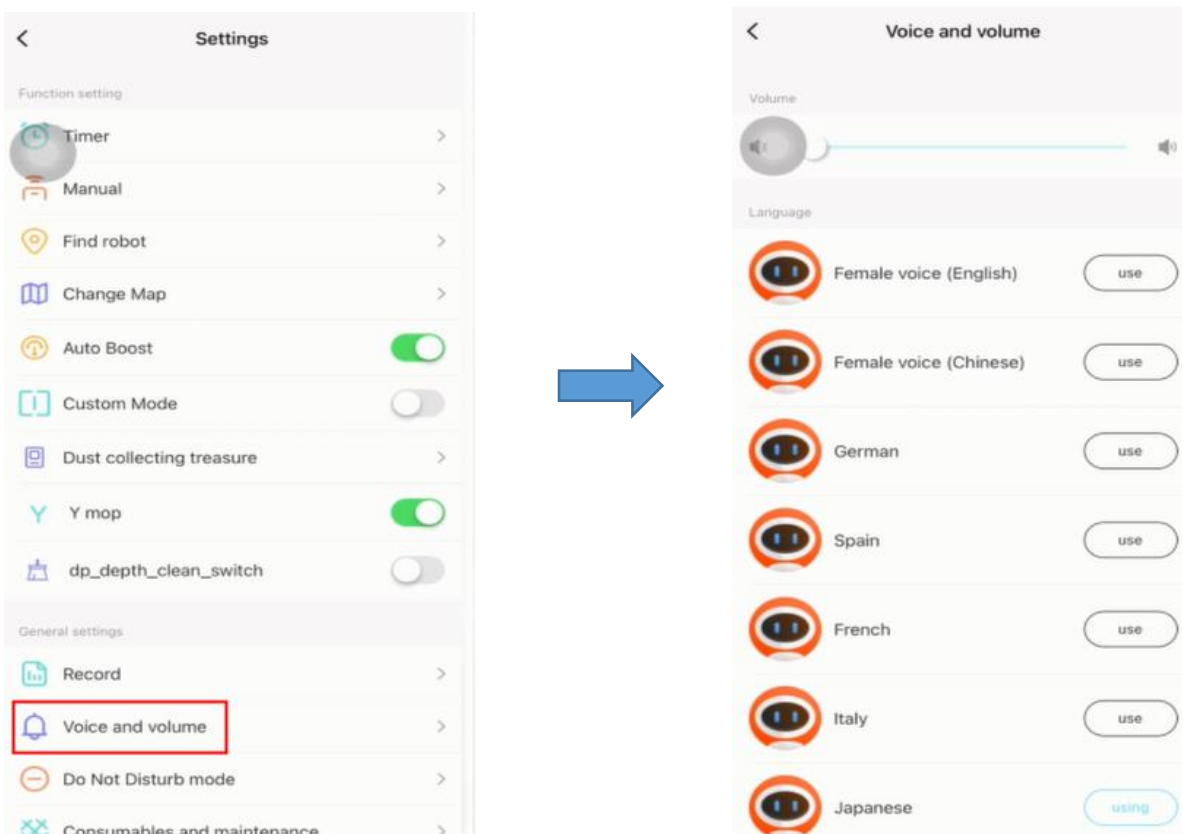 Settings
Function setting
Timer
Manual
Find robot
Change Map
Auto Boost
Custom Mode
Dust collecting treasure
Y mop
dp_depth_clean_switch
General settings
Record
Voice and volume
Do Not Disturb mode
Consumables and maintenance
Voice and volume
Volume
Language
Female voice (English) use
Female voice (Chinese) use
German use
Spain use
French use
Italy use
Japanese using